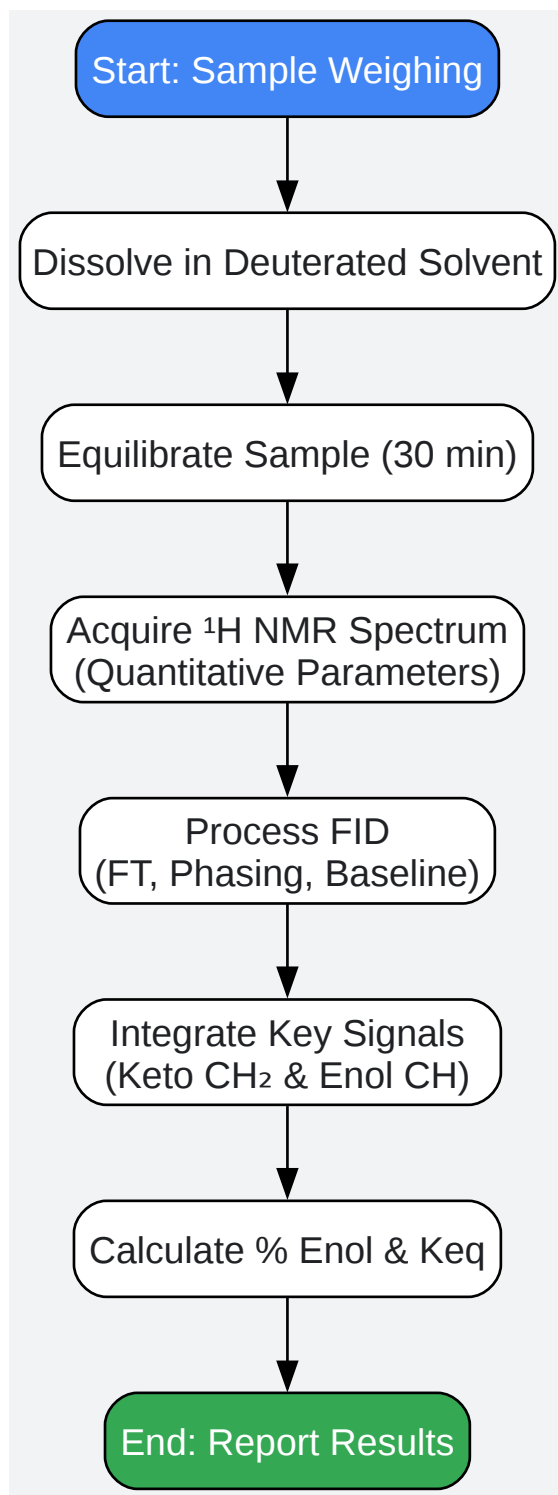 Start: Sample Weighing
Dissolve in Deuterated Solvent
Equilibrate Sample (30 min)
Acquire ¹H NMR Spectrum
(Quantitative Parameters)
Process FID
(FT, Phasing, Baseline)
Integrate Key Signals
(Keto CH₂ & Enol CH)
Calculate % Enol & Keq
End: Report Results